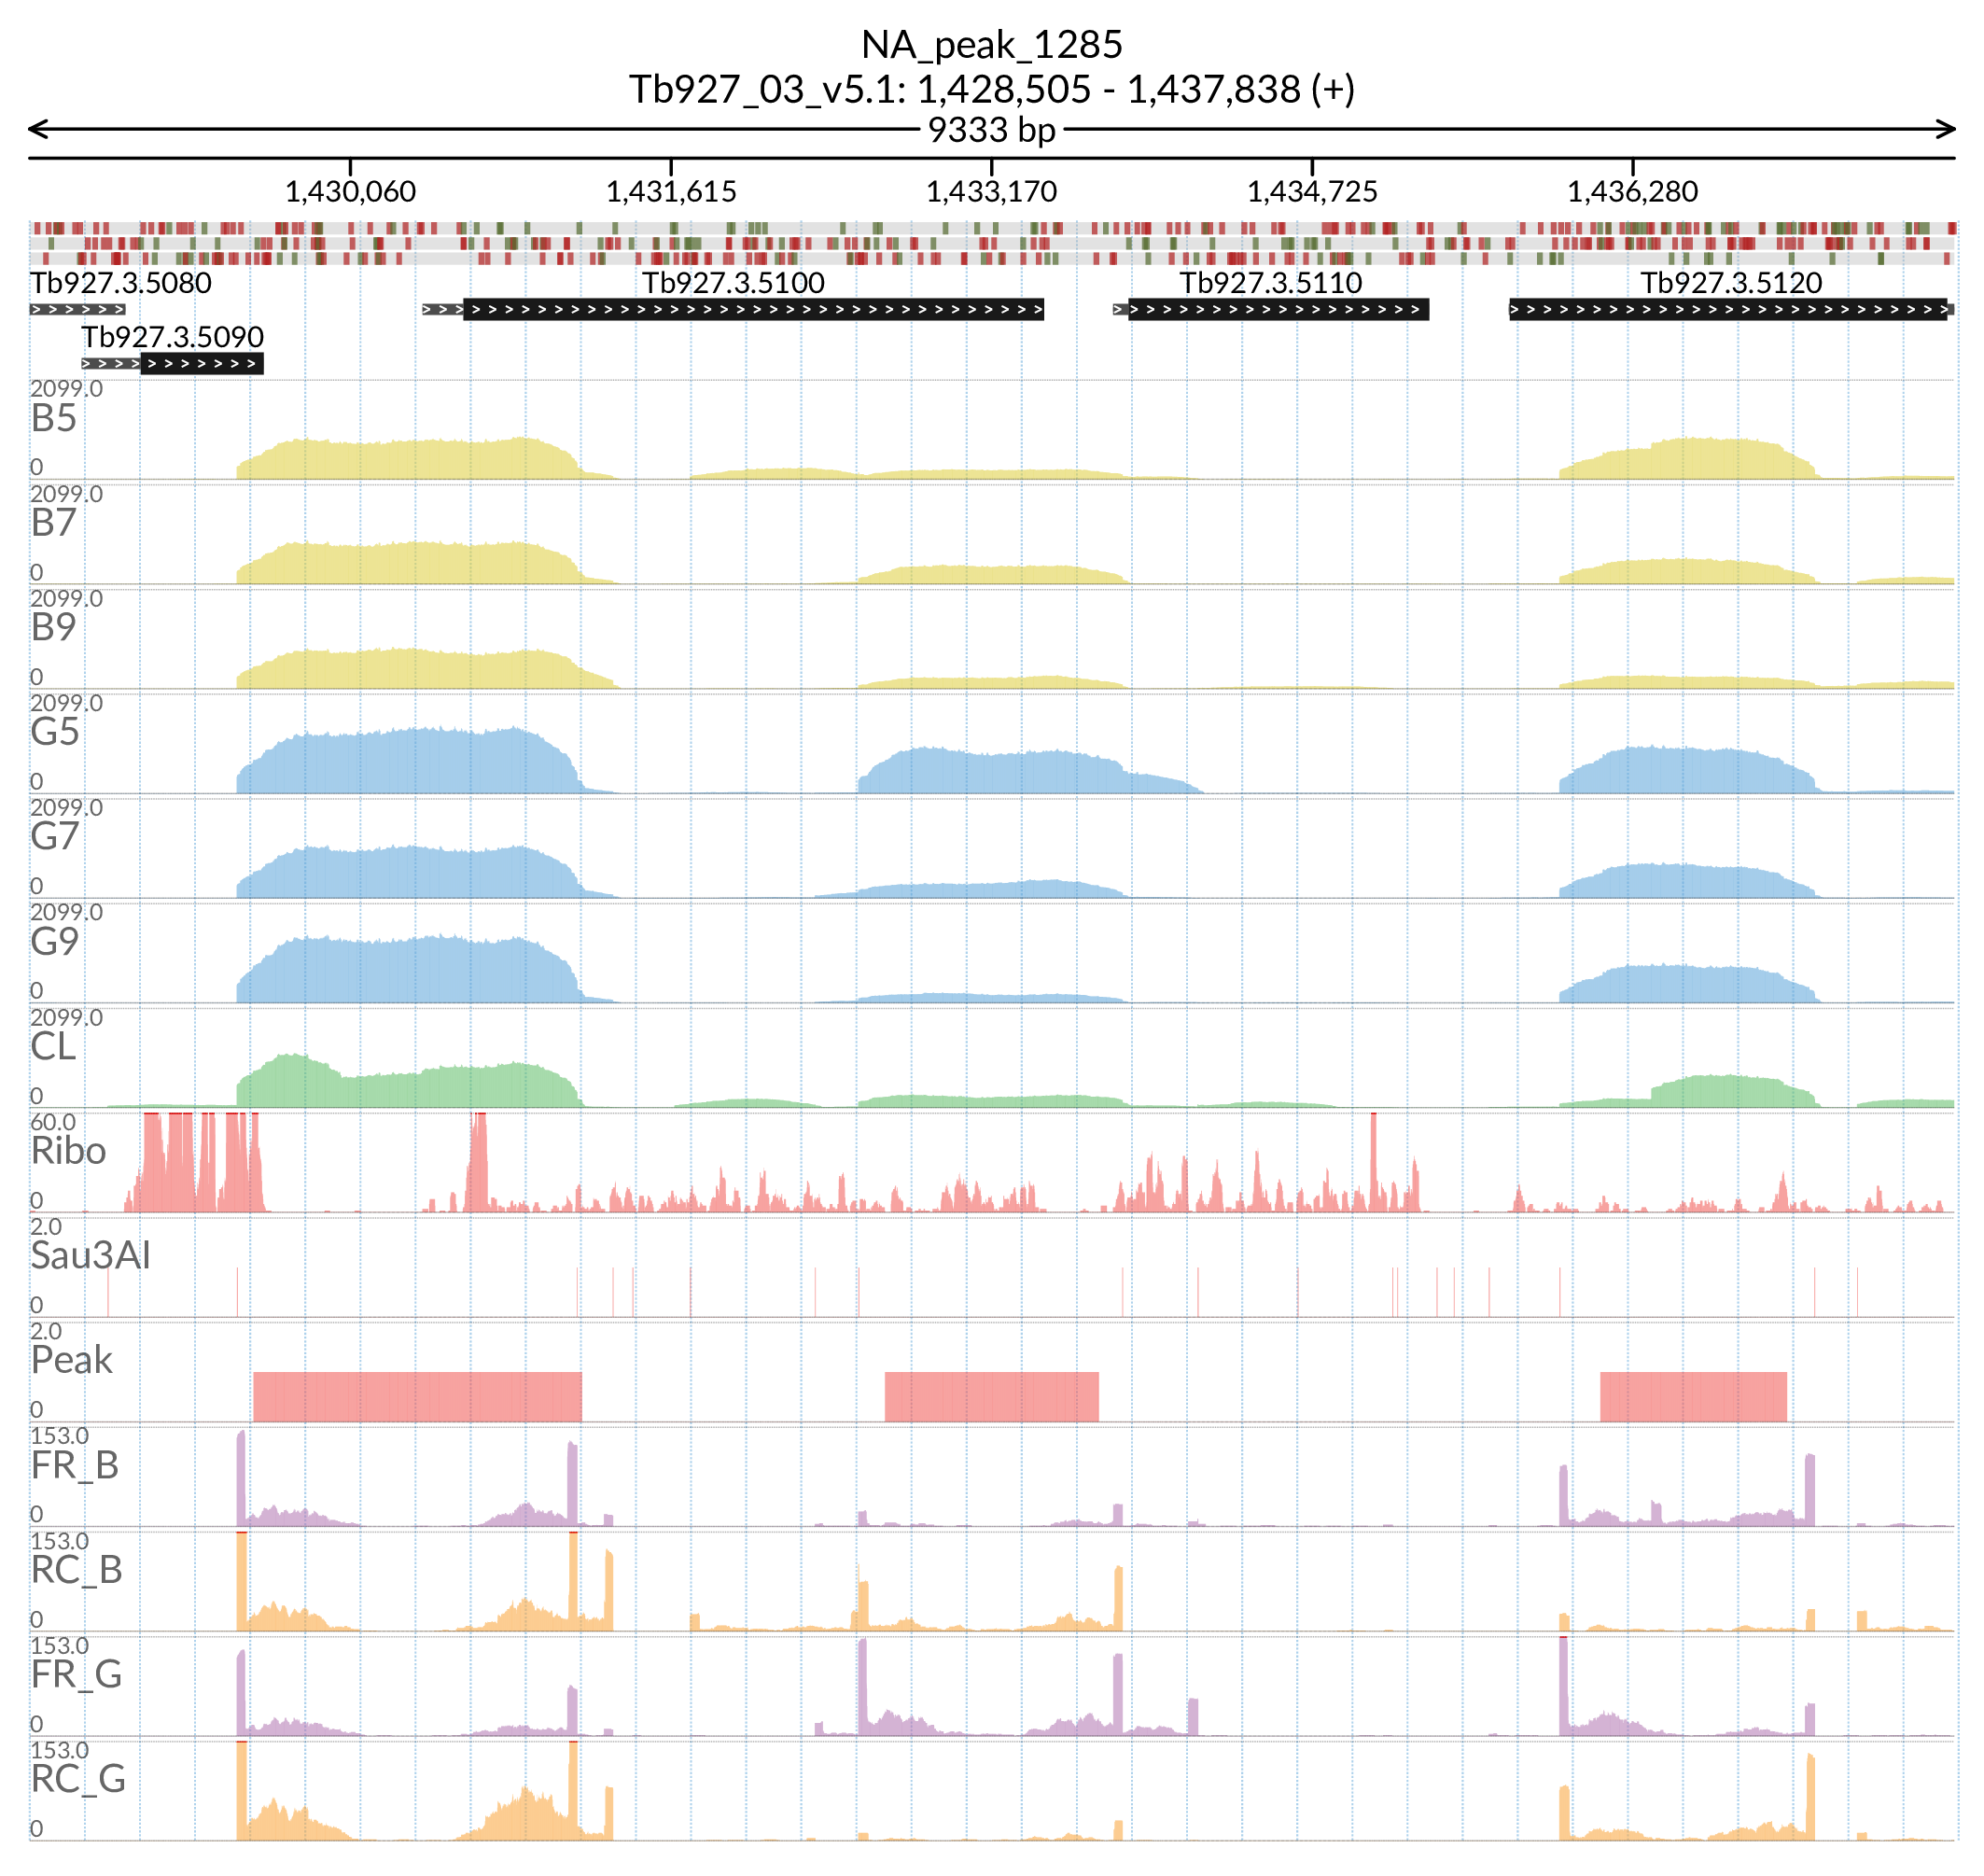 NA_peak_1285
Tb927_03_v5.1: 1,428,505 - 1,437,838 (+)
9333 bp
1,430,060 1,431,615 1,433,170 1,434,725 1,436,280
Tb927.3.5080 Tb927.3.5100 Tb927.3.5110 Tb927.3.5120
Tb927.3.5090
2099.0
B5
0
2099.0
B7
0
2099.0
B9
0
2099.0
G5
0
2099.0
G7
0
2099.0
G9
0
2099.0
CL
0
60.0
Ribo
0
2.0
Sau3AI
0
2.0
Peak
0
153.0
FR_B
0
153.0
RC_B
0
153.0
FR_G
0
153.0
RC_G
0